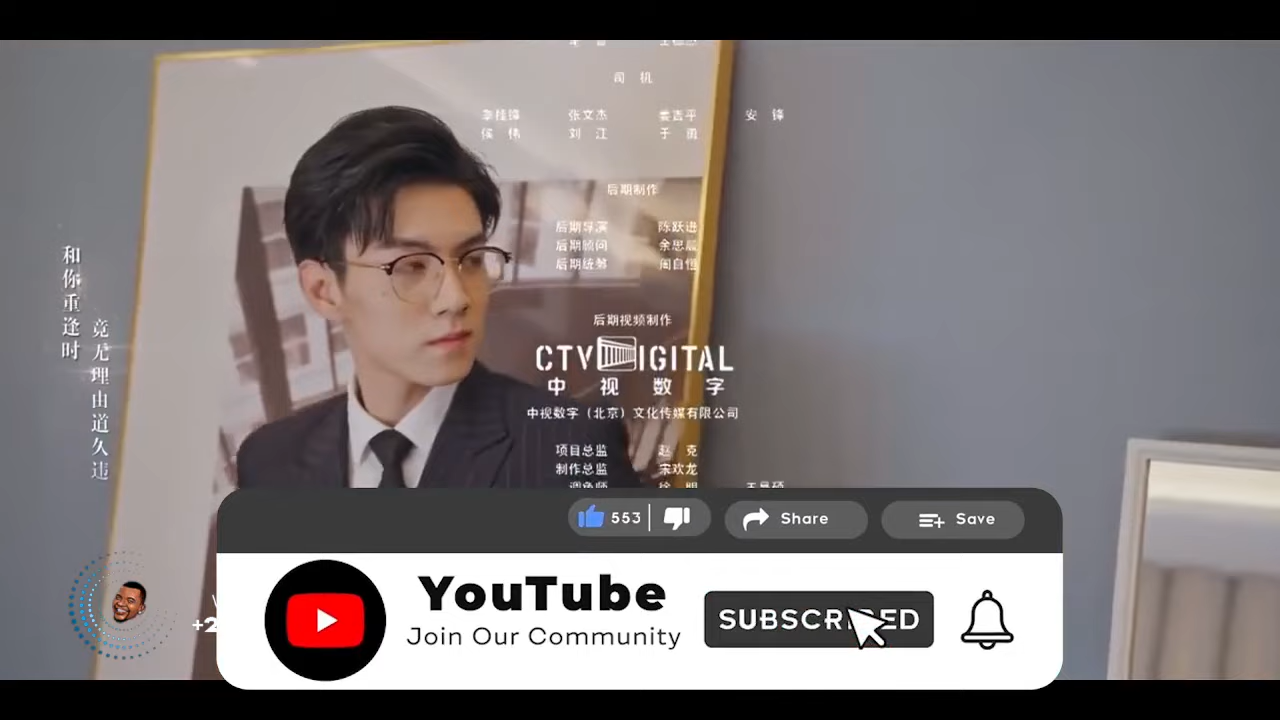 司 机
李桂锋 张文杰 娄吉平 安 锋
侯 伟 刘 江 于 勇
后期制作
后期导演 陈跃进
后期顾问 余思晨
后期统筹 闻自恒
后期视频制作
CTV DIGITAL
中 视 数 字
中视数字（北京）文化传媒有限公司
项目总监 赵 克
制作总监 宋欢龙
和你重逢时
竟无理由道久违
553
Share
Save
YouTube
Join Our Community
SUBSCRIBED
+2